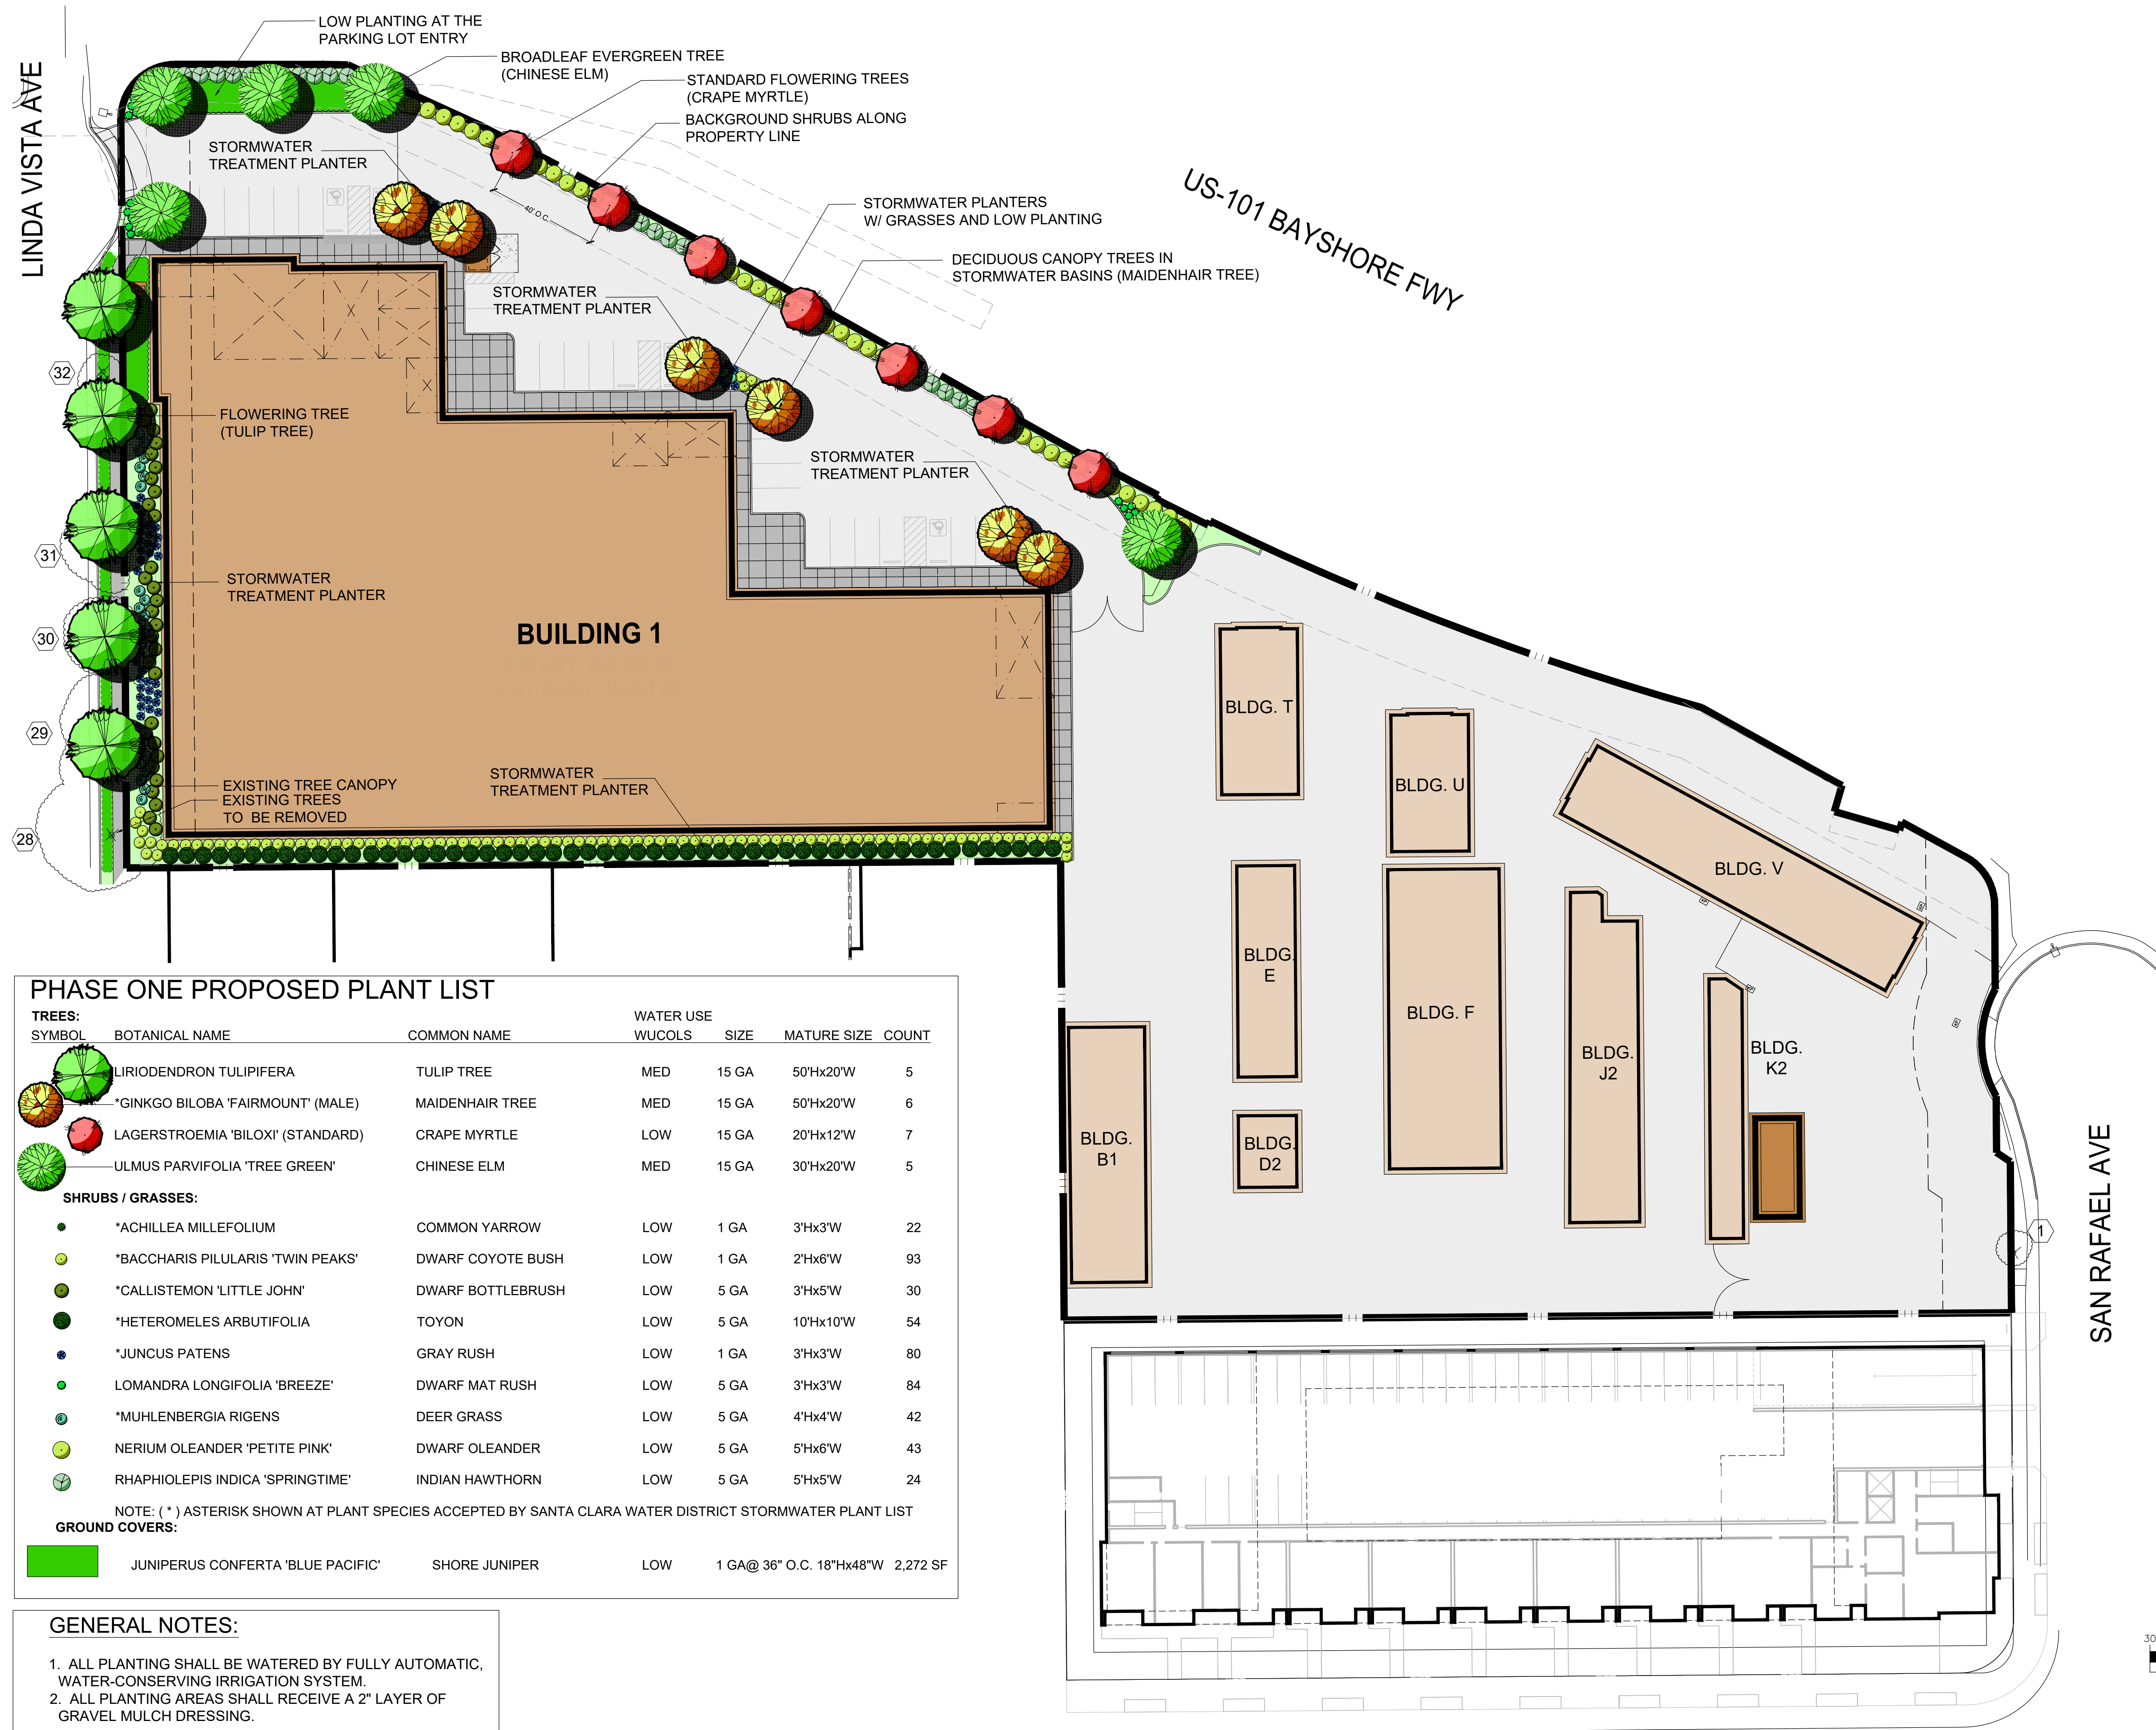 LINDA VISTA AVE
LOW PLANTING AT THE
PARKING LOT ENTRY
BROADLEAF EVERGREEN TREE
(CHINESE ELM)
STANDARD FLOWERING TREES
(CRAPE MYRTLE)
BACKGROUND SHRUBS ALONG
PROPERTY LINE
STORMWATER
TREATMENT PLANTER
40' O.C.
STORMWATER PLANTERS
W/ GRASSES AND LOW PLANTING
DECIDUOUS CANOPY TREES IN
STORMWATER BASINS (MAIDENHAIR TREE)
US-101 BAYSHORE FWY
STORMWATER
TREATMENT PLANTER
32
FLOWERING TREE
(TULIP TREE)
STORMWATER
TREATMENT PLANTER
31
STORMWATER
TREATMENT PLANTER
30
BUILDING 1
29
EXISTING TREE CANOPY
EXISTING TREES
TO BE REMOVED
STORMWATER
TREATMENT PLANTER
28
BLDG. T
BLDG. U
BLDG. V
BLDG.
E
BLDG. F
BLDG.
J2
BLDG.
K2
BLDG.
B1
BLDG.
D2
1
SAN RAFAEL AVE
30
PHASE ONE PROPOSED PLANT LIST
TREES: WATER USE
SYMBOL BOTANICAL NAME COMMON NAME WUCOLS SIZE MATURE SIZE COUNT
LIRIODENDRON TULIPIFERA TULIP TREE MED 15 GA 50'Hx20'W 5
*GINKGO BILOBA 'FAIRMOUNT' (MALE) MAIDENHAIR TREE MED 15 GA 50'Hx20'W 6
LAGERSTROEMIA 'BILOXI' (STANDARD) CRAPE MYRTLE LOW 15 GA 20'Hx12'W 7
ULMUS PARVIFOLIA 'TREE GREEN' CHINESE ELM MED 15 GA 30'Hx20'W 5
SHRUBS / GRASSES:
*ACHILLEA MILLEFOLIUM COMMON YARROW LOW 1 GA 3'Hx3'W 22
*BACCHARIS PILULARIS 'TWIN PEAKS' DWARF COYOTE BUSH LOW 1 GA 2'Hx6'W 93
*CALLISTEMON 'LITTLE JOHN' DWARF BOTTLEBRUSH LOW 5 GA 3'Hx5'W 30
*HETEROMELES ARBUTIFOLIA TOYON LOW 5 GA 10'Hx10'W 54
*JUNCUS PATENS GRAY RUSH LOW 1 GA 3'Hx3'W 80
LOMANDRA LONGIFOLIA 'BREEZE' DWARF MAT RUSH LOW 5 GA 3'Hx3'W 84
*MUHLENBERGIA RIGENS DEER GRASS LOW 5 GA 4'Hx4'W 42
NERIUM OLEANDER 'PETITE PINK' DWARF OLEANDER LOW 5 GA 5'Hx6'W 43
RHAPHIOLEPIS INDICA 'SPRINGTIME' INDIAN HAWTHORN LOW 5 GA 5'Hx5'W 24
NOTE: ( * ) ASTERISK SHOWN AT PLANT SPECIES ACCEPTED BY SANTA CLARA WATER DISTRICT STORMWATER PLANT LIST
GROUND COVERS:
JUNIPERUS CONFERTA 'BLUE PACIFIC' SHORE JUNIPER LOW 1 GA@ 36" O.C. 18"Hx48"W 2,272 SF
GENERAL NOTES:
1. ALL PLANTING SHALL BE WATERED BY FULLY AUTOMATIC,
WATER-CONSERVING IRRIGATION SYSTEM.
2. ALL PLANTING AREAS SHALL RECEIVE A 2" LAYER OF
GRAVEL MULCH DRESSING.